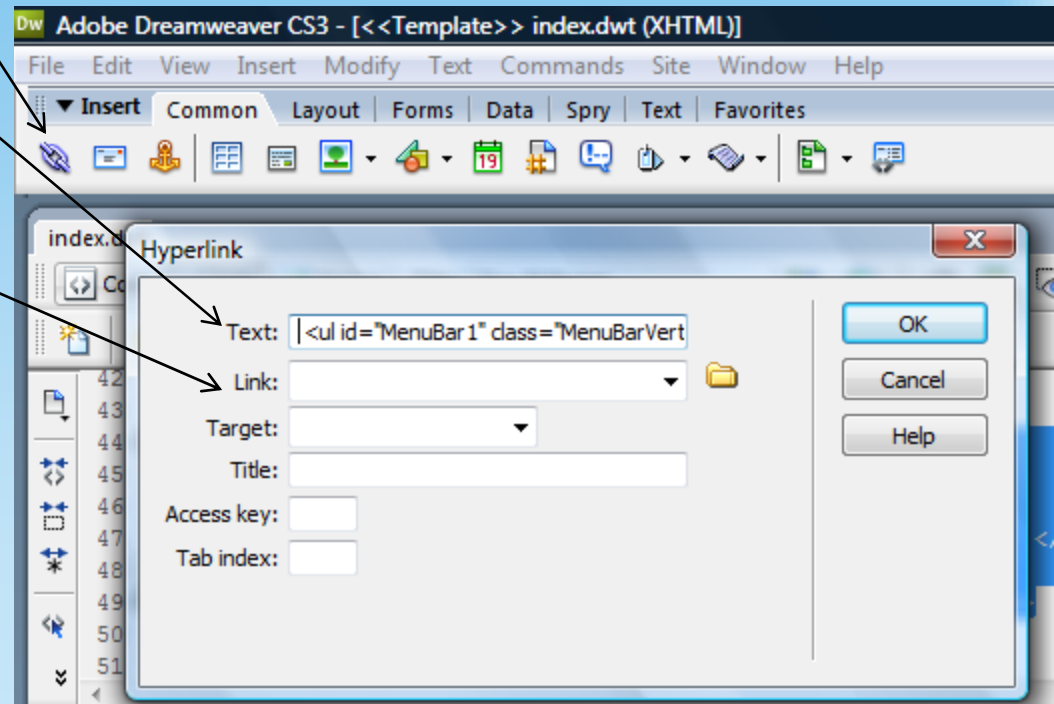 Dw Adobe Dreamweaver CS3 - [<<Template>> index.dwt (XHTML)]
File Edit View Insert Modify Text Commands Site Window Help
▼ Insert Common Layout Forms Data Spry Text Favorites
19
index.d
Hyperlink
Text: <ul id="MenuBar1" class="MenuBarVert
OK
42
Link:
Cancel
43
Target:
Help
44
45
Title:
46
Access key:
47
</
Tab index:
48
49
50
51